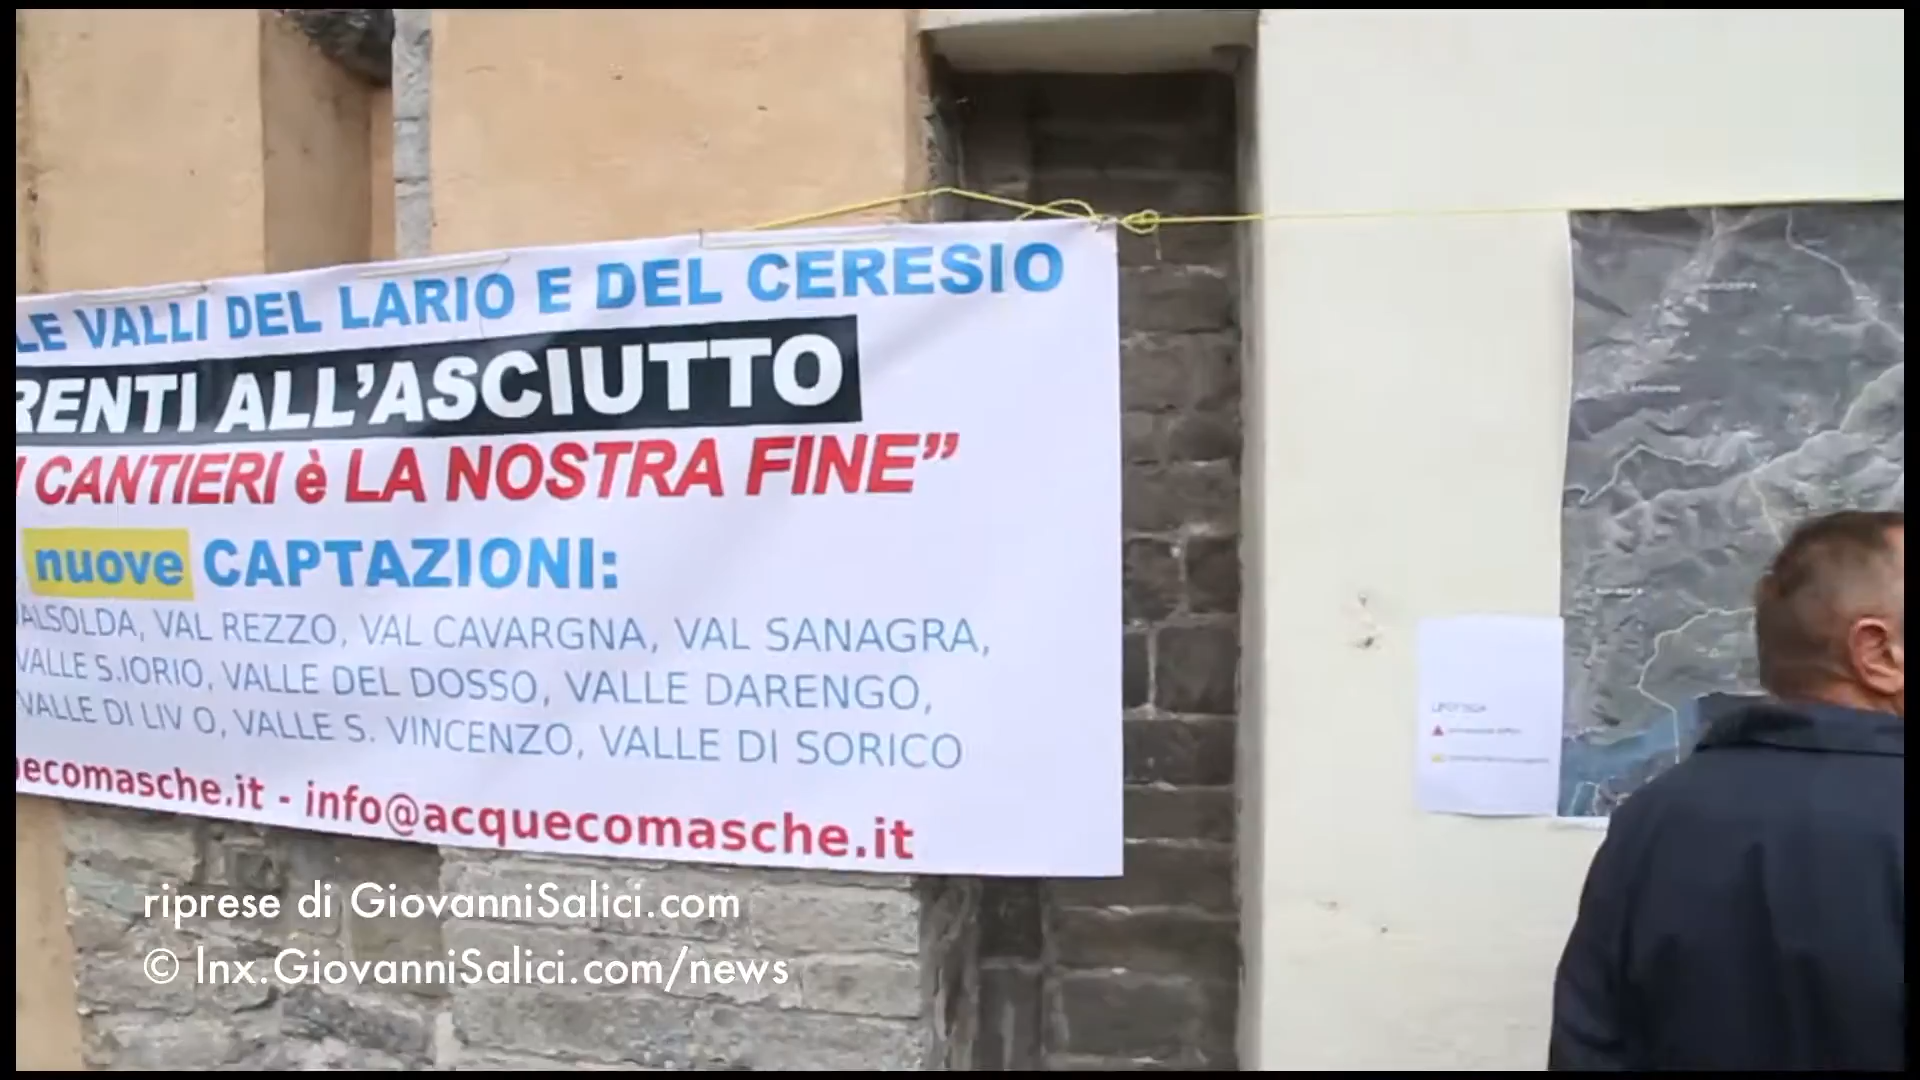 LE VALLI DEL LARIO E DEL CERESIO
RENTI ALL'ASCIUTTO
I CANTIERI è LA NOSTRA FINE”
nuove CAPTAZIONI:
ALSOLDA, VAL REZZO, VAL CAVARGNA, VAL SANAGRA,
VALLE S.IORIO, VALLE DEL DOSSO, VALLE DARENGO,
VALLE DI LIV O, VALLE S. VINCENZO, VALLE DI SORICO
ecomasche.it - info@acquecomasche.it
riprese di GiovanniSalici.com
© lnx.GiovanniSalici.com/news